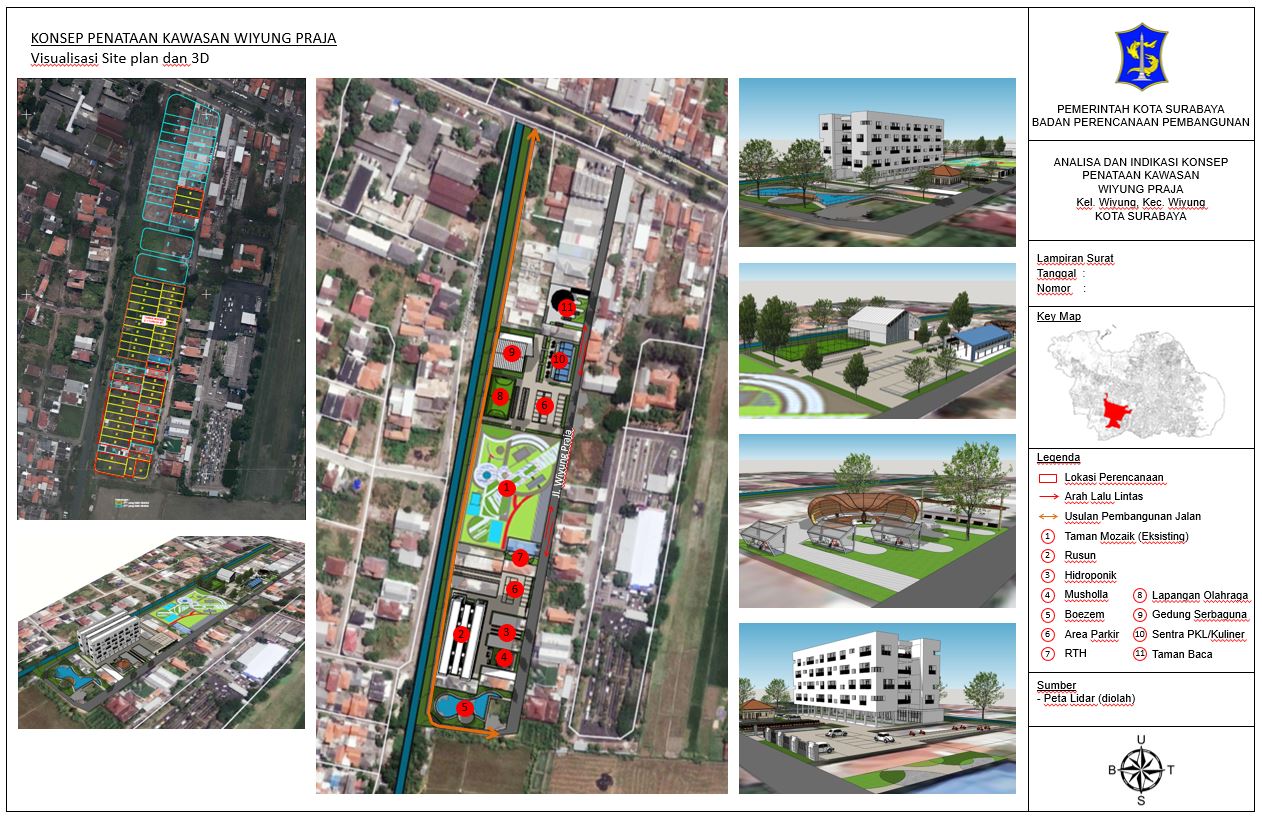 KONSEP PENATAAN KAWASAN WIYUNG PRAJA
Visualisasi Site plan dan 3D
11
9
10
8
6
Jl. Wiyung Praja
1
7
6
2
3
4
5
PEMERINTAH KOTA SURABAYA
BADAN PERENCANAAN PEMBANGUNAN
ANALISA DAN INDIKASI KONSEP
PENATAAN KAWASAN
WIYUNG PRAJA
Kel. Wiyung, Kec. Wiyung
KOTA SURABAYA
Lampiran Surat
Tanggal :
Nomor :
Key Map
Legenda
Lokasi Perencanaan
Arah Lalu Lintas
Usulan Pembangunan Jalan
1 Taman Mozaik (Eksisting)
2 Rusun
3 Hidroponik
4 Musholla
5 Boezem
6 Area Parkir
7 RTH
8 Lapangan Olahraga
9 Gedung Serbaguna
10 Sentra PKL/Kuliner
11 Taman Baca
Sumber
- Peta Lidar (diolah)
U
B T
S